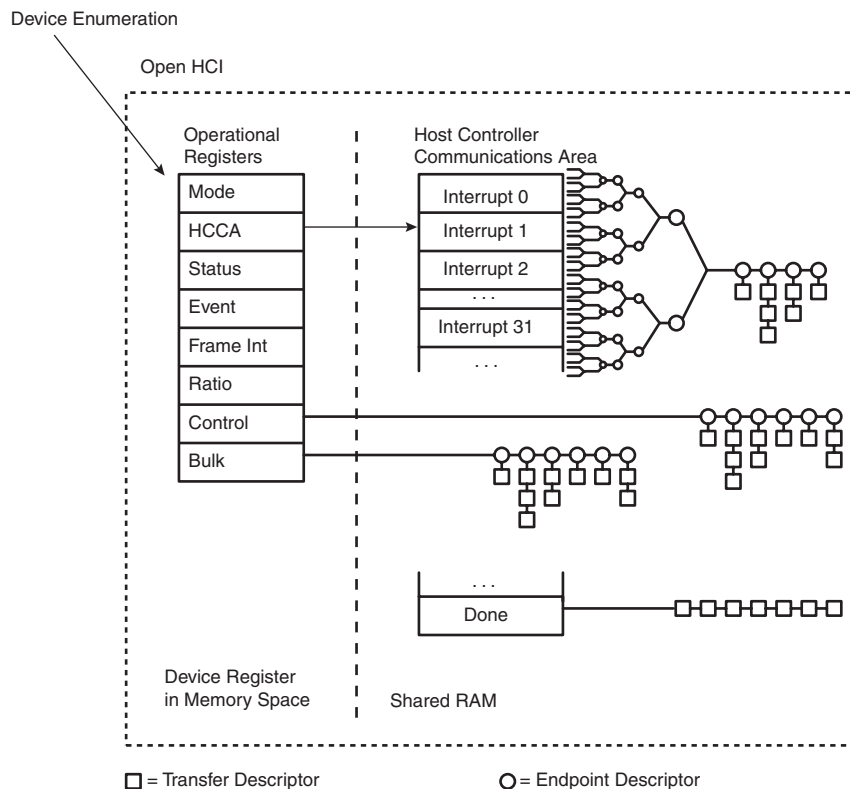 Device Enumeration
Open HCI
Operational
Registers
Mode
HCCA
Status
Event
Frame Int
Ratio
Control
Bulk
Host Controller
Communications Area
Interrupt 0
Interrupt 1
Interrupt 2
. . .
Interrupt 31
. . .
. . .
Done
Device Register
in Memory Space
Shared RAM
= Transfer Descriptor
= Endpoint Descriptor